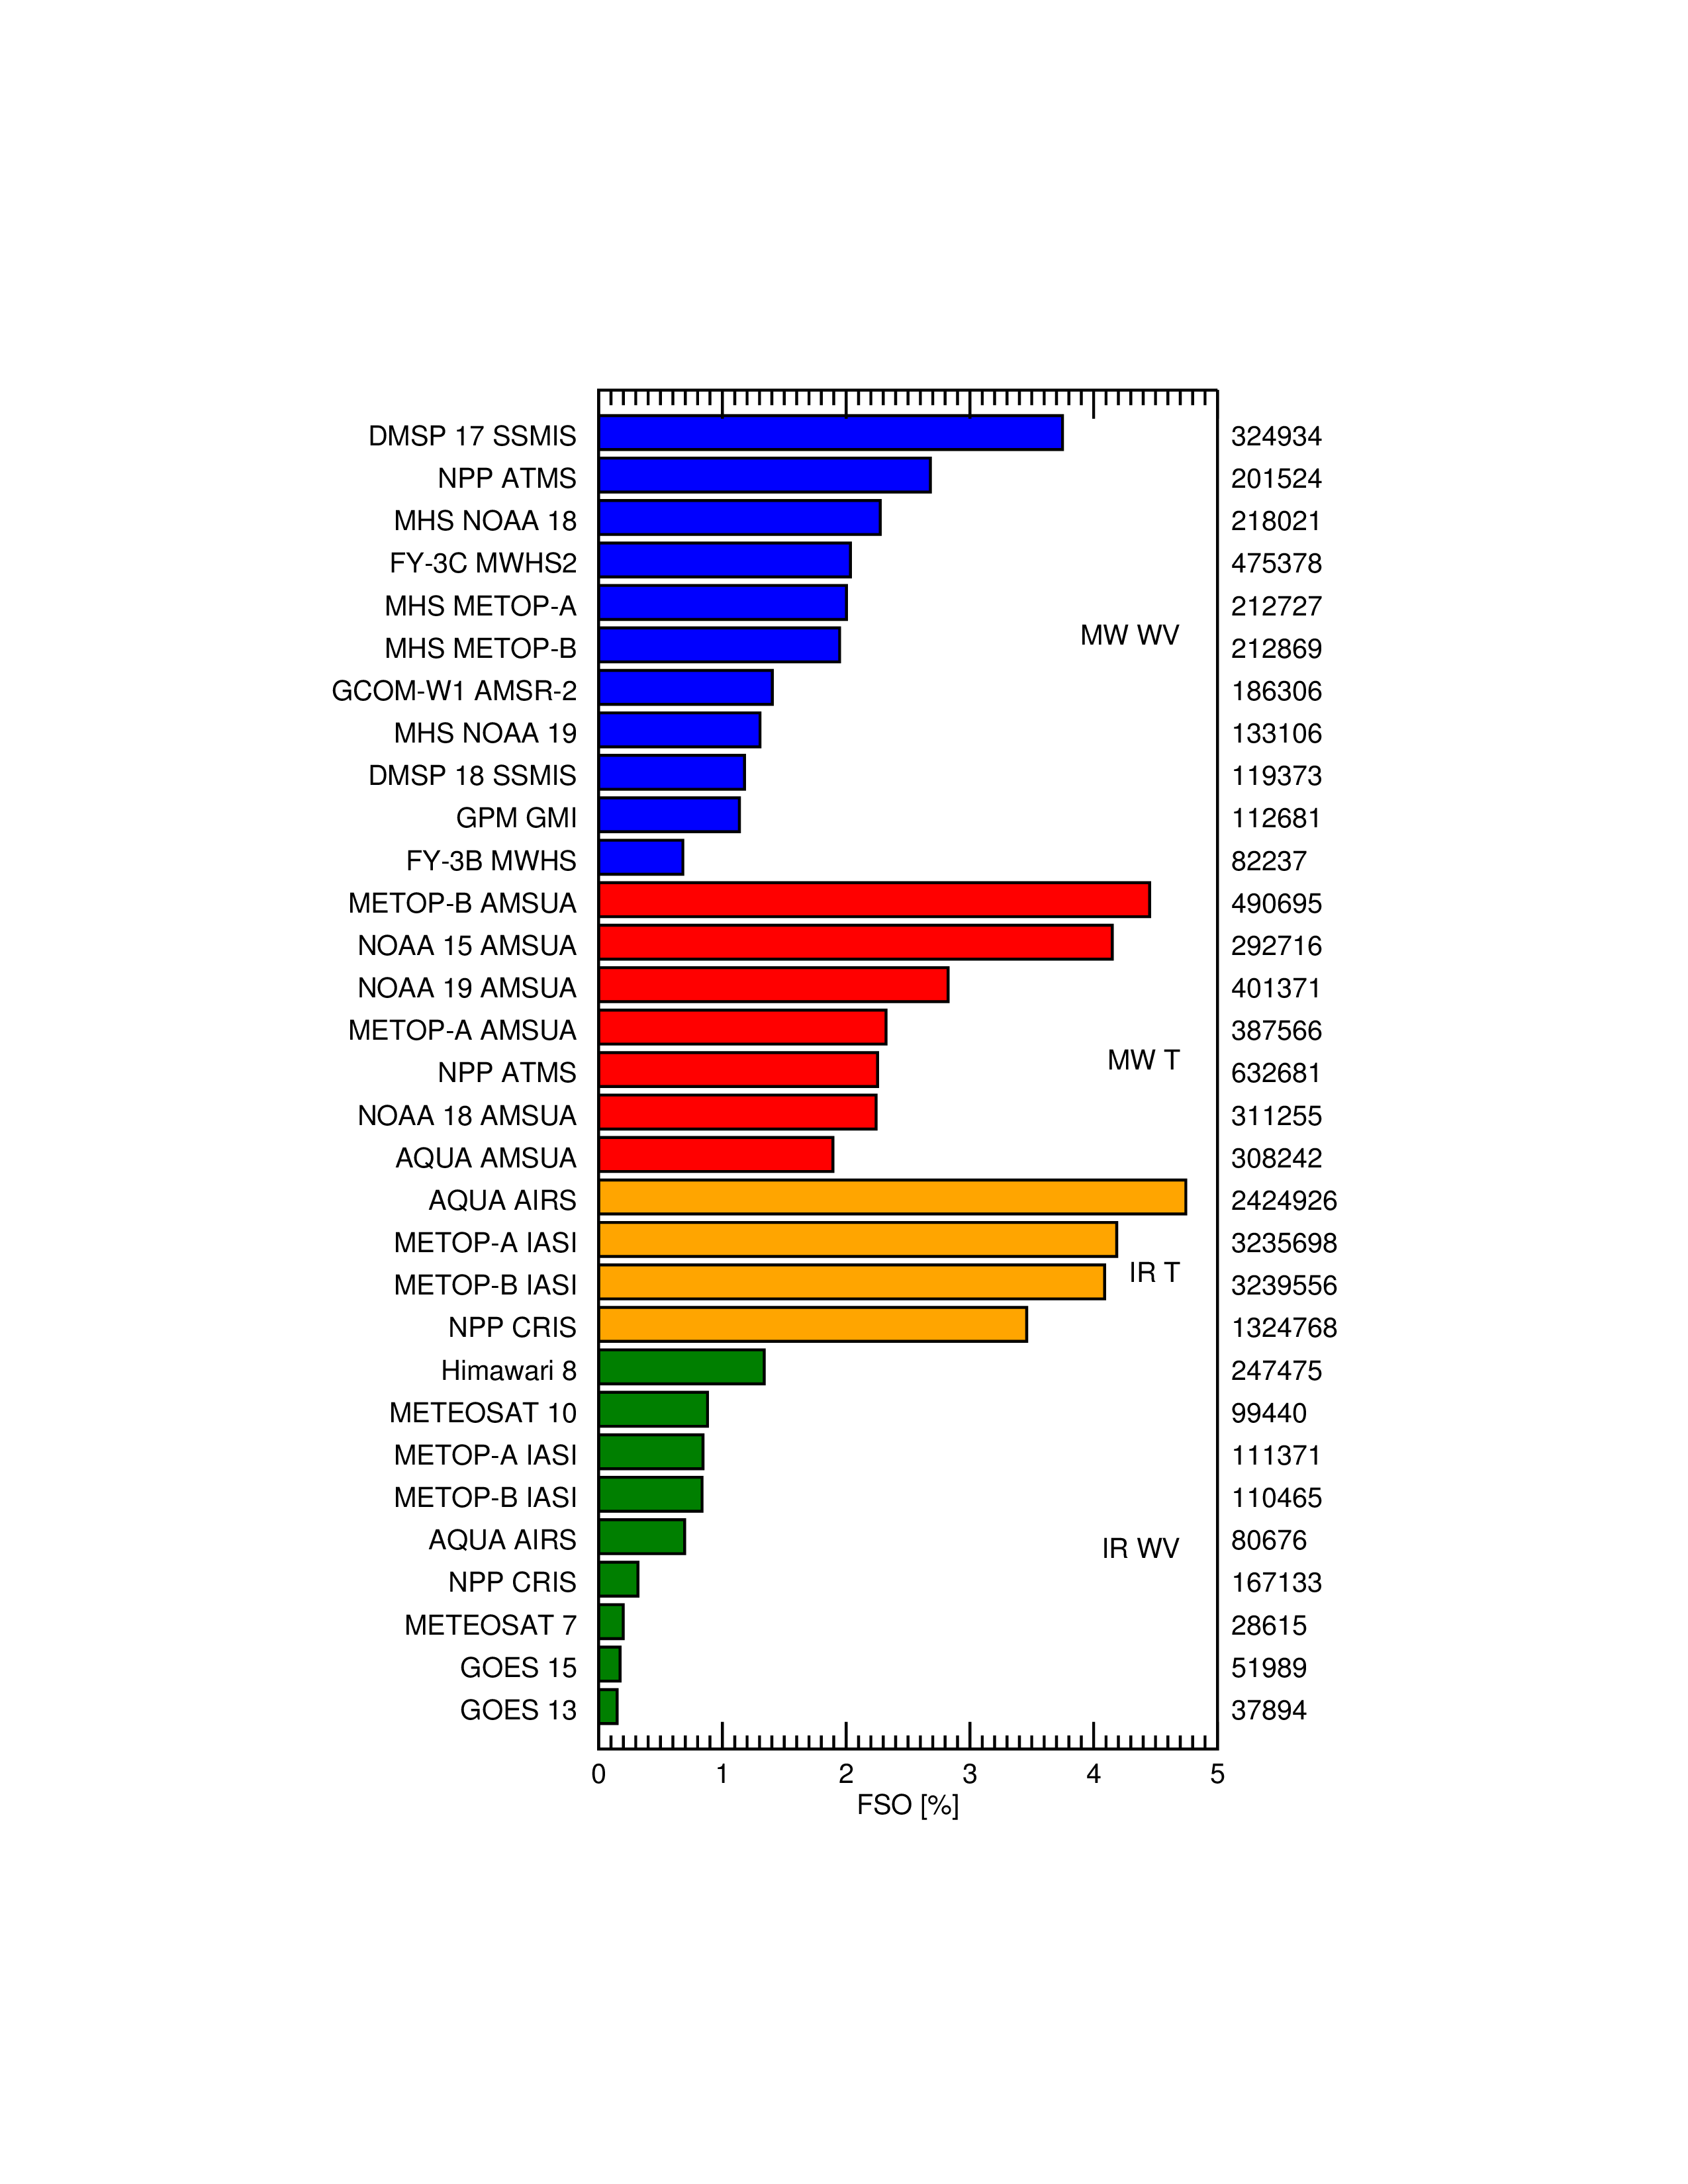 DMSP 17 SSMIS 324934
NPP ATMS 201524
MHS NOAA 18 218021
FY-3C MWHS2 475378
MHS METOP-A 212727
MW WV
MHS METOP-B 212869
GCOM-W1 AMSR-2 186306
MHS NOAA 19 133106
DMSP 18 SSMIS 119373
GPM GMI 112681
FY-3B MWHS 82237
METOP-B AMSUA 490695
NOAA 15 AMSUA 292716
NOAA 19 AMSUA 401371
METOP-A AMSUA 387566
MW T
NPP ATMS 632681
NOAA 18 AMSUA 311255
AQUA AMSUA 308242
AQUA AIRS 2424926
METOP-A IASI 3235698
IR T
METOP-B IASI 3239556
NPP CRIS 1324768
Himawari 8 247475
METEOSAT 10 99440
METOP-A IASI 111371
METOP-B IASI 110465
AQUA AIRS 80676
IR WV
NPP CRIS 167133
METEOSAT 7 28615
GOES 15 51989
GOES 13 37894
0 1 2 3 4 5
FSO [%]